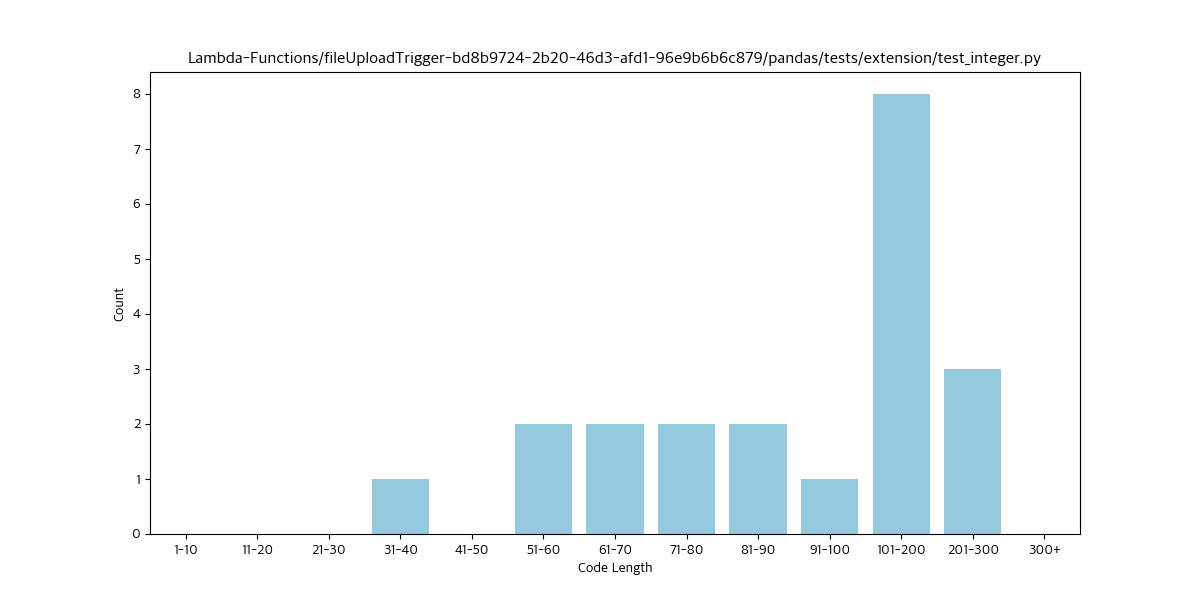 Lambda-Functions/fileUploadTrigger-bd8b9724-2b20-46d3-afd1-96e9b6b6c879/pandas/tests/extension/test_integer.py
8
7
6
5
4
3
2
1
0
Count
1-10 11-20 21-30 31-40 41-50 51-60 61-70 71-80 81-90 91-100 101-200 201-300 300+
Code Length